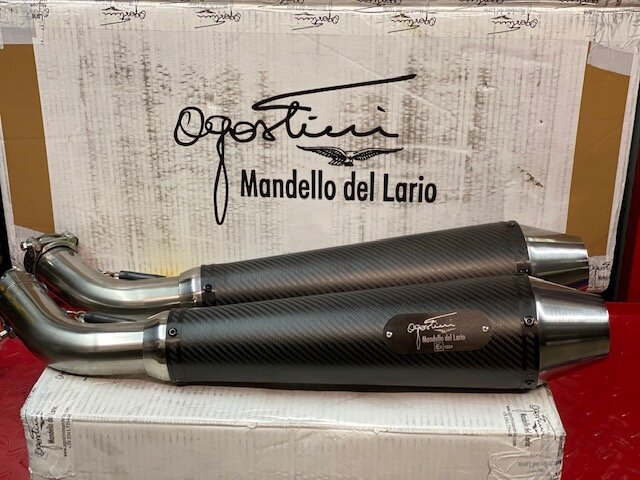 Agostini
Mandello del Lario
Agostini
Mandello del Lario